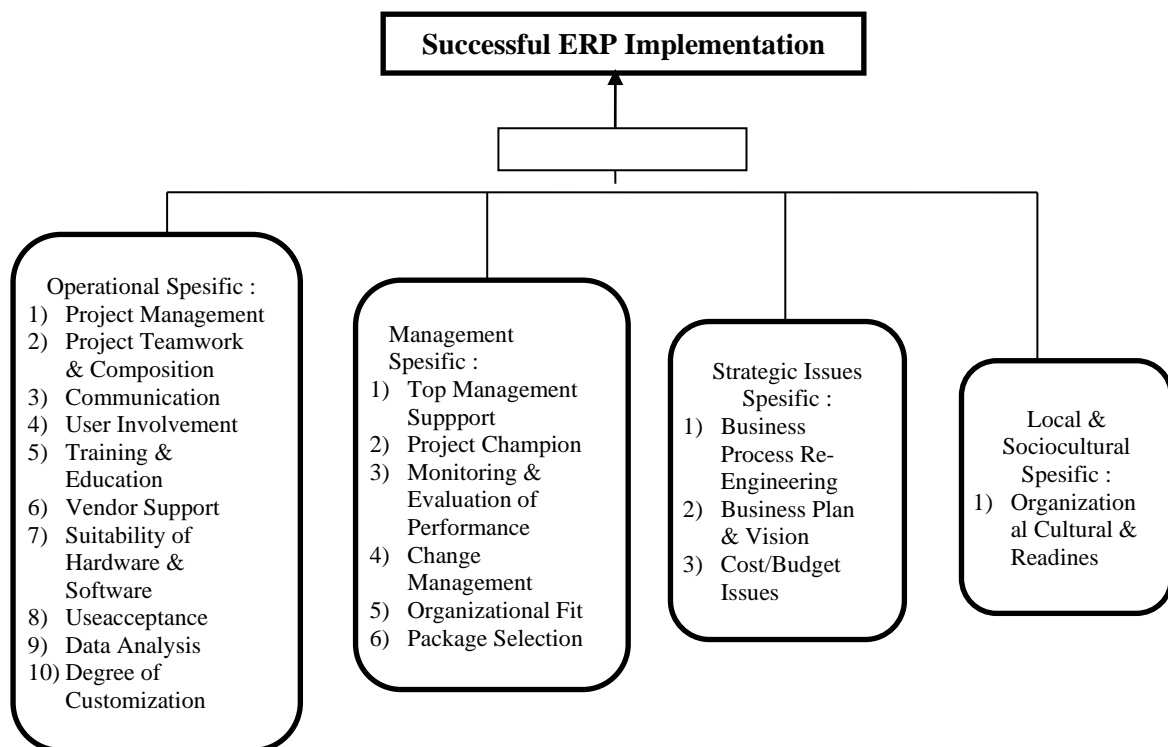 Successful ERP Implementation
Operational Spesific :
1) Project Management
2) Project Teamwork
& Composition
3) Communication
4) User Involvement
5) Training &
Education
6) Vendor Support
7) Suitability of
Hardware &
Software
8) Useacceptance
9) Data Analysis
10) Degree of
Customization
Management
Spesific :
1) Top Management
Suppport
2) Project Champion
3) Monitoring &
Evaluation of
Performance
4) Change
Management
5) Organizational Fit
6) Package Selection
Strategic Issues
Spesific :
1) Business
Process Re-
Engineering
2) Business Plan
& Vision
3) Cost/Budget
Issues
Local &
Sociocultural
Spesific :
1) Organization
al Cultural &
Readines